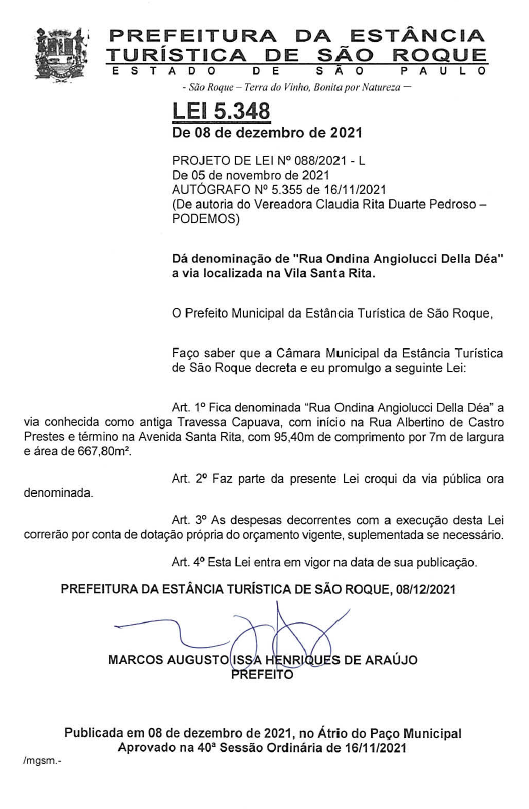 PREFEITURA DA ESTÂNCIA
TURÍSTICA DE SÃO ROQUE
ESTADO DE SÃO PAULO
- São Roque – Terra do Vinho, Bonita por Natureza –
LEI 5.348
De 08 de dezembro de 2021
PROJETO DE LEI Nº 088/2021 - L
De 05 de novembro de 2021
AUTÓGRAFO Nº 5.355 de 16/11/2021
(De autoria do Vereadora Claudia Rita Duarte Pedroso –
PODEMOS)
Dá denominação de "Rua Ondina Angiolucci Della Déa"
a via localizada na Vila Santa Rita.
O Prefeito Municipal da Estância Turística de São Roque,
Faço saber que a Câmara Municipal da Estância Turística
de São Roque decreta e eu promulgo a seguinte Lei:
Art. 1º Fica denominada “Rua Ondina Angiolucci Della Déa” a
via conhecida como antiga Travessa Capuava, com início na Rua Albertino de Castro
Prestes e término na Avenida Santa Rita, com 95,40m de comprimento por 7m de largura
e área de 667,80m².
Art. 2º Faz parte da presente Lei croqui da via pública ora
denominada.
Art. 3º As despesas decorrentes com a execução desta Lei
correrão por conta de dotação própria do orçamento vigente, suplementada se necessário.
Art. 4º Esta Lei entra em vigor na data de sua publicação.
PREFEITURA DA ESTÂNCIA TURÍSTICA DE SÃO ROQUE, 08/12/2021
MARCOS AUGUSTO ISSA HENRIQUES DE ARAÚJO
PREFEITO
Publicada em 08 de dezembro de 2021, no Átrio do Paço Municipal
Aprovado na 40ª Sessão Ordinária de 16/11/2021
/mgsm.-